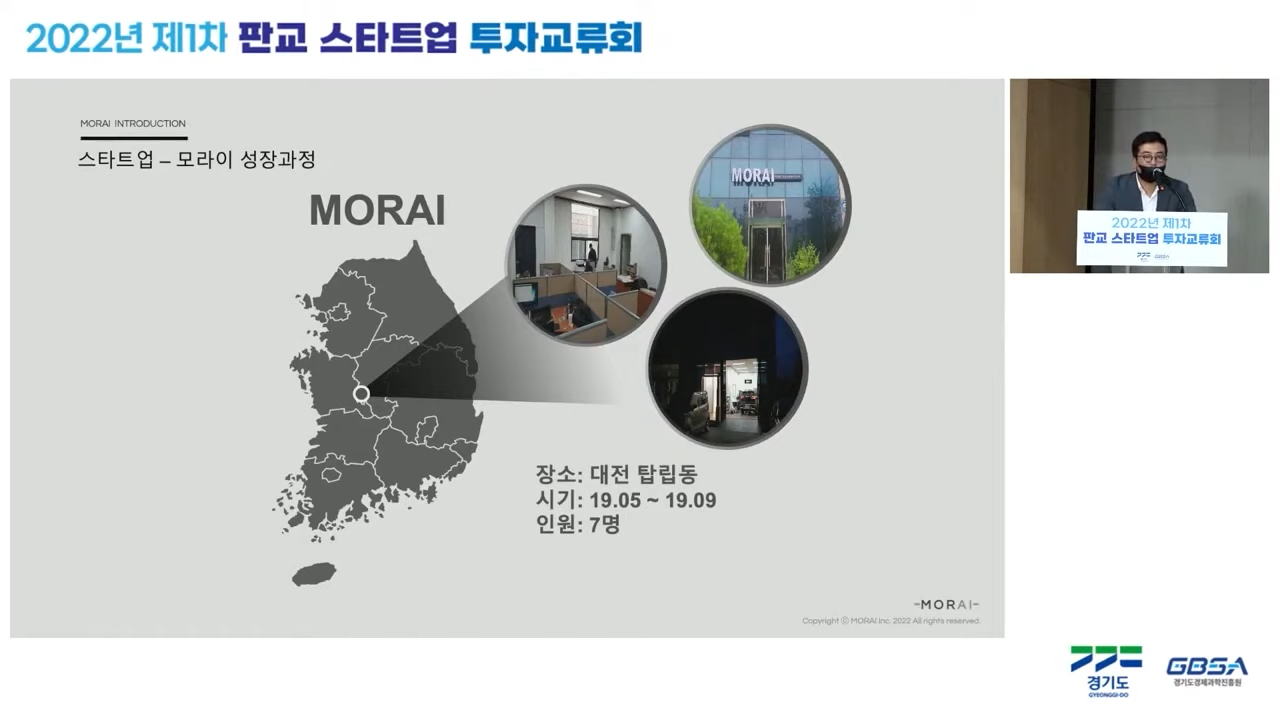 2022년 제1차 판교 스타트업 투자교류회
MORAI INTRODUCTION
스타트업 – 모라이 성장과정
MORAI
MORAI
장소: 대전 탑립동
시기: 19.05 ~ 19.09
인원: 7명
-MORAI-
Copyright ⓒ MORAI Inc. 2022 All rights reserved.
2022년 제1차
판교 스타트업 투자교류회
GBSA
경기도
GYEONGGI-DO
GBSA
경기도경제과학진흥원